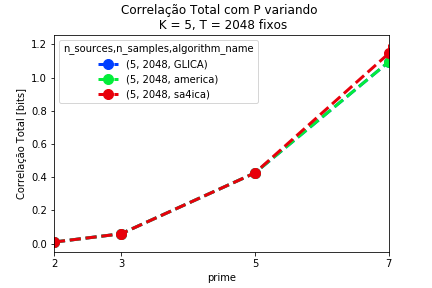 Correlação Total com P variando
K = 5, T = 2048 fixos
n_sources,n_samples,algorithm_name
(5, 2048, GLICA)
(5, 2048, america)
(5, 2048, sa4ica)
Correlação Total [bits]
1.2
1.0
0.8
0.6
0.4
0.2
0.0
2
3
5
7
prime